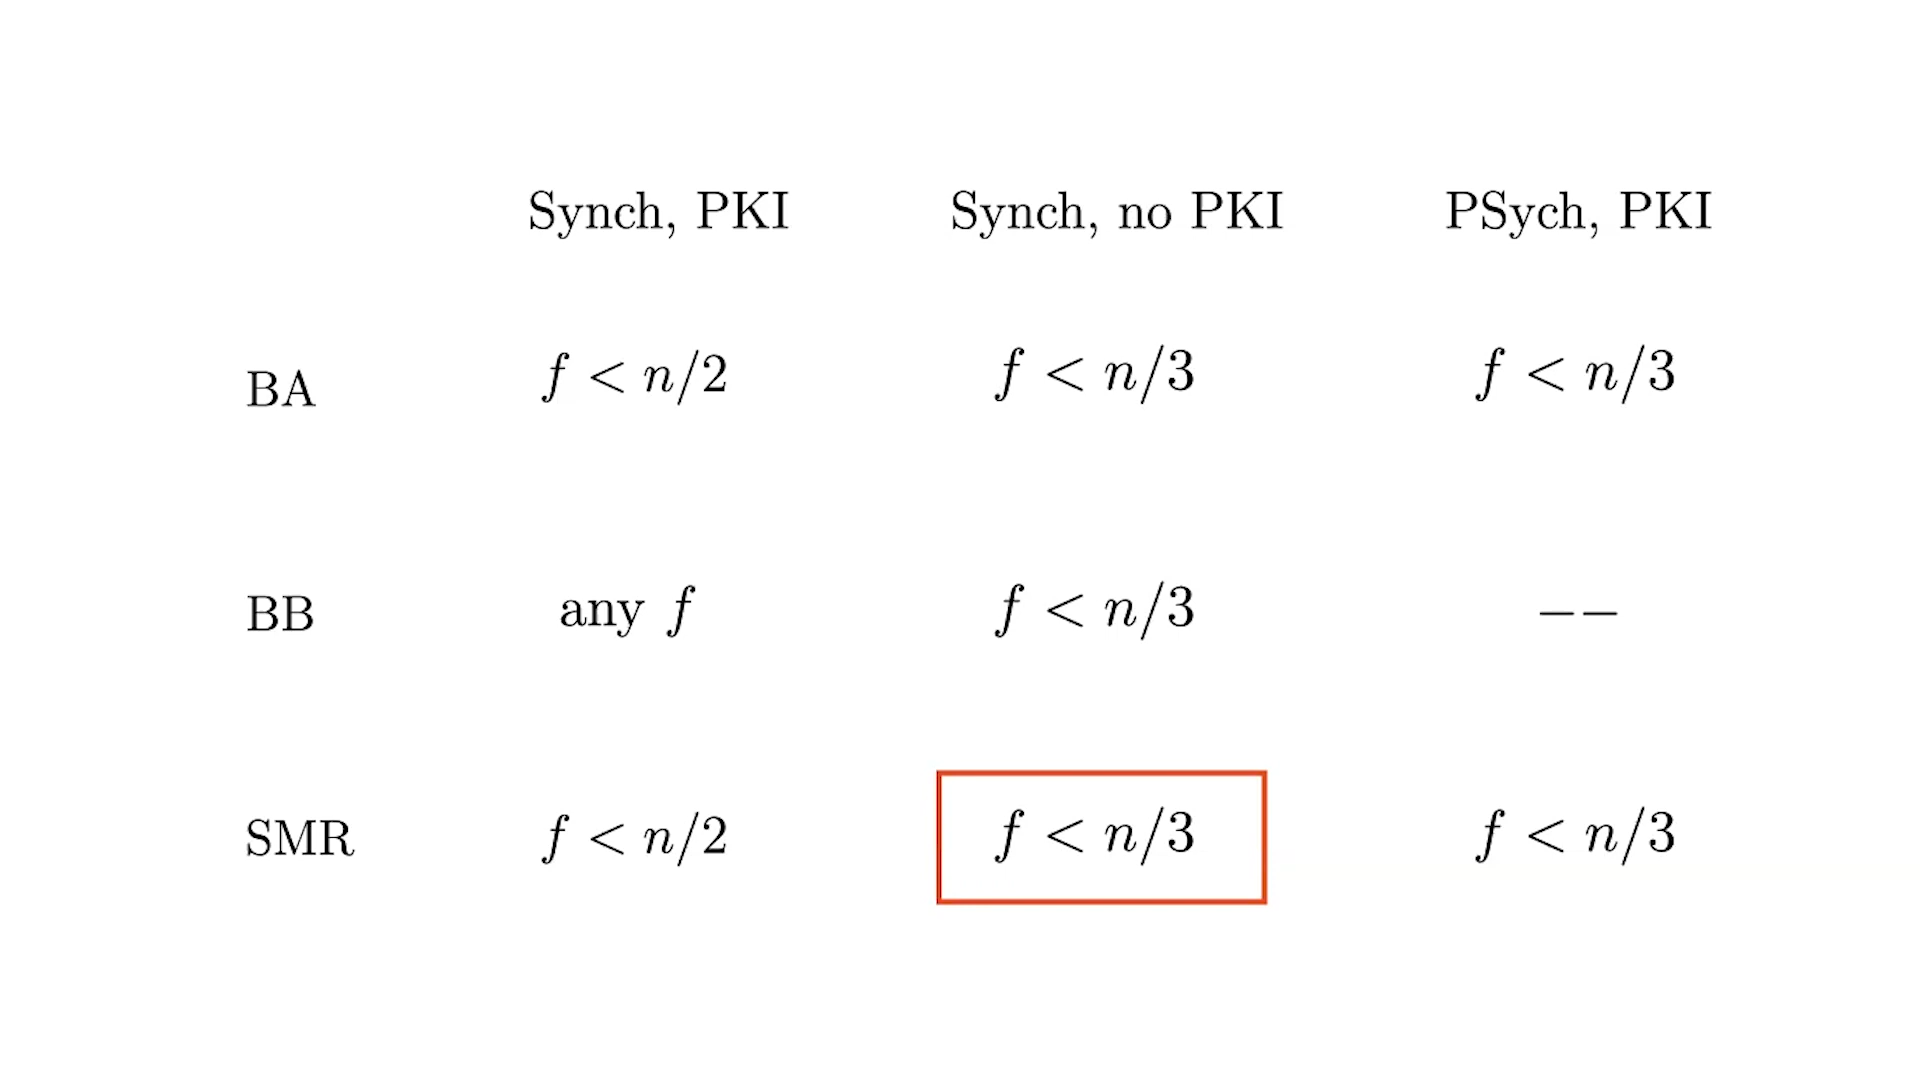 Synch, PKI Synch, no PKI PSych, PKI
BA f < n/2 f < n/3 f < n/3
BB any f f < n/3 −−
SMR f < n/2 f < n/3 f < n/3